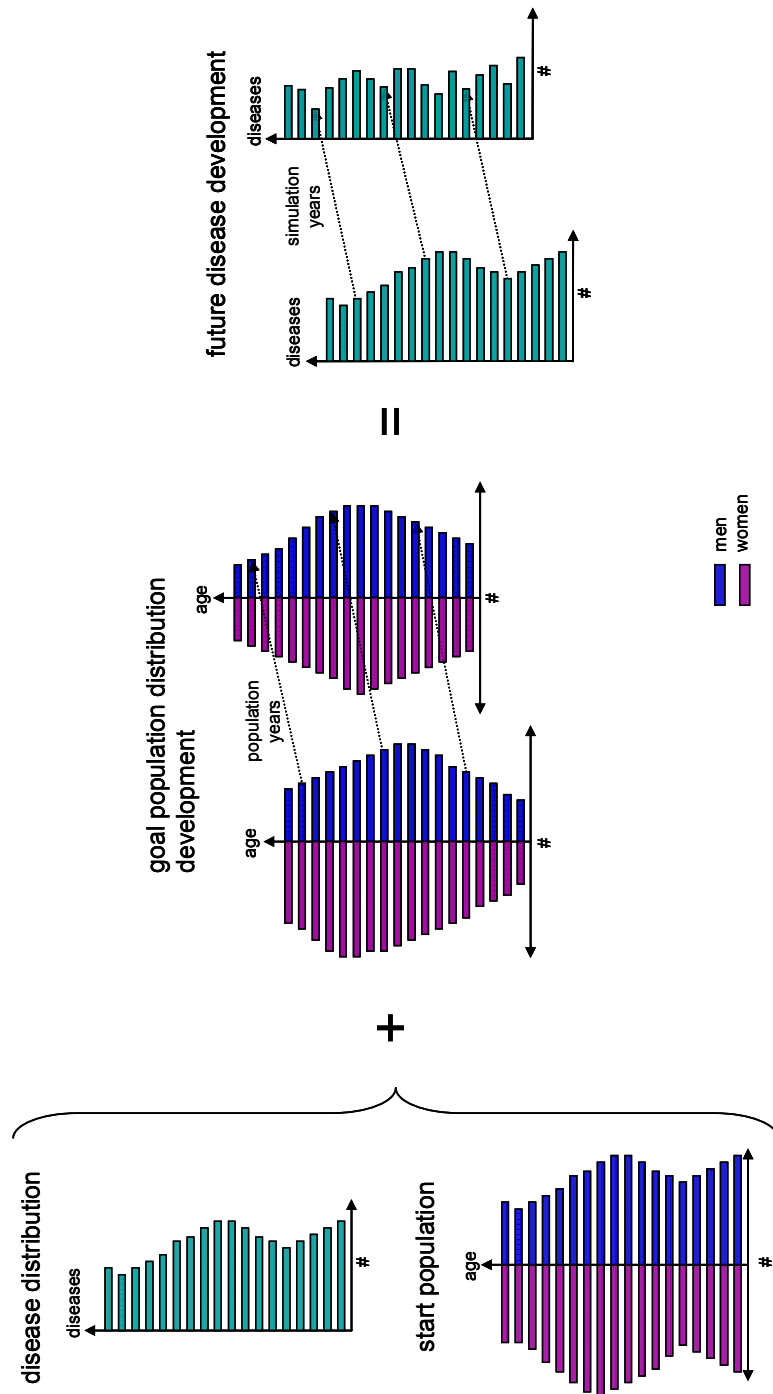 disease distribution
diseases
#
start population
age
#
+
goal population distribution
development
age
#
population
years
age
#
men
women
=
future disease development
diseases
#
simulation
years
diseases
#